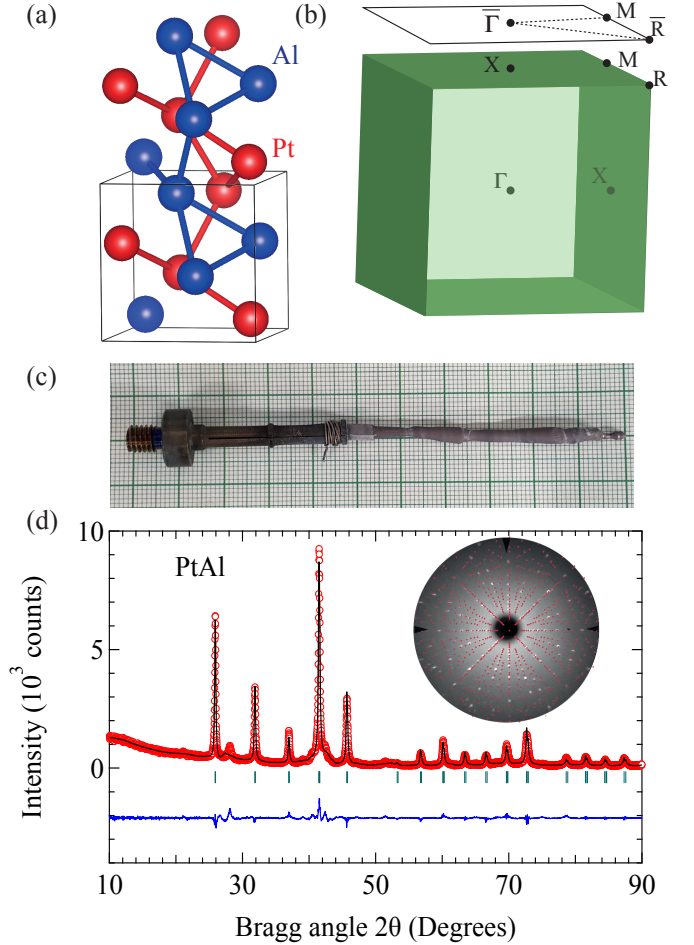 (a)
Al
Pt
(b)
Γ̅
M
R̅
X
M
R
Γ
X
(c)
(d)
PtAl
Intensity (10³ counts)
10
5
0
10
30
50
70
90
Bragg angle 2θ (Degrees)